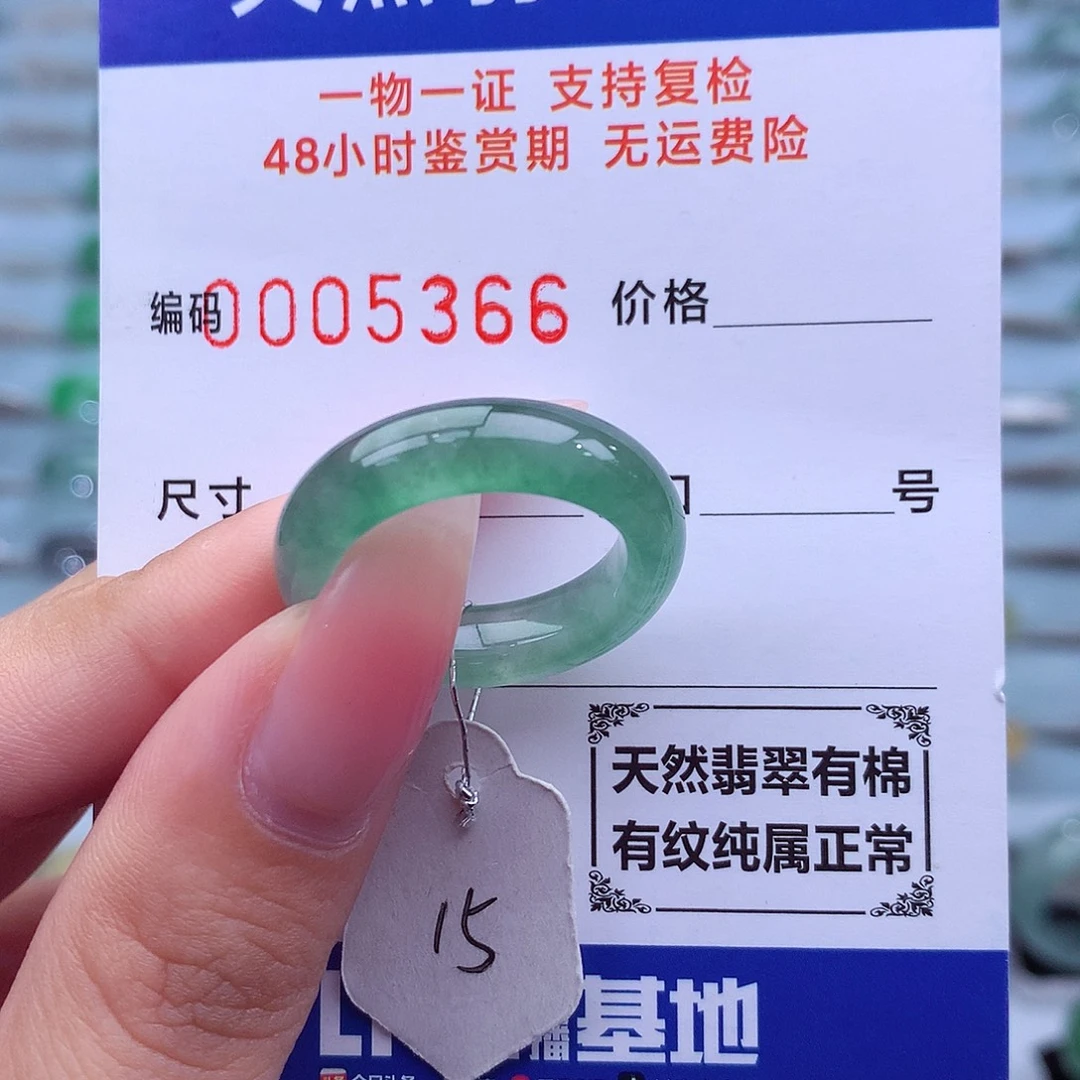 一物一证 支持复检
48小时鉴赏期 无运费险
编码0005366 价格
尺寸 号
天然翡翠有棉
有纹纯属正常
15
播基地